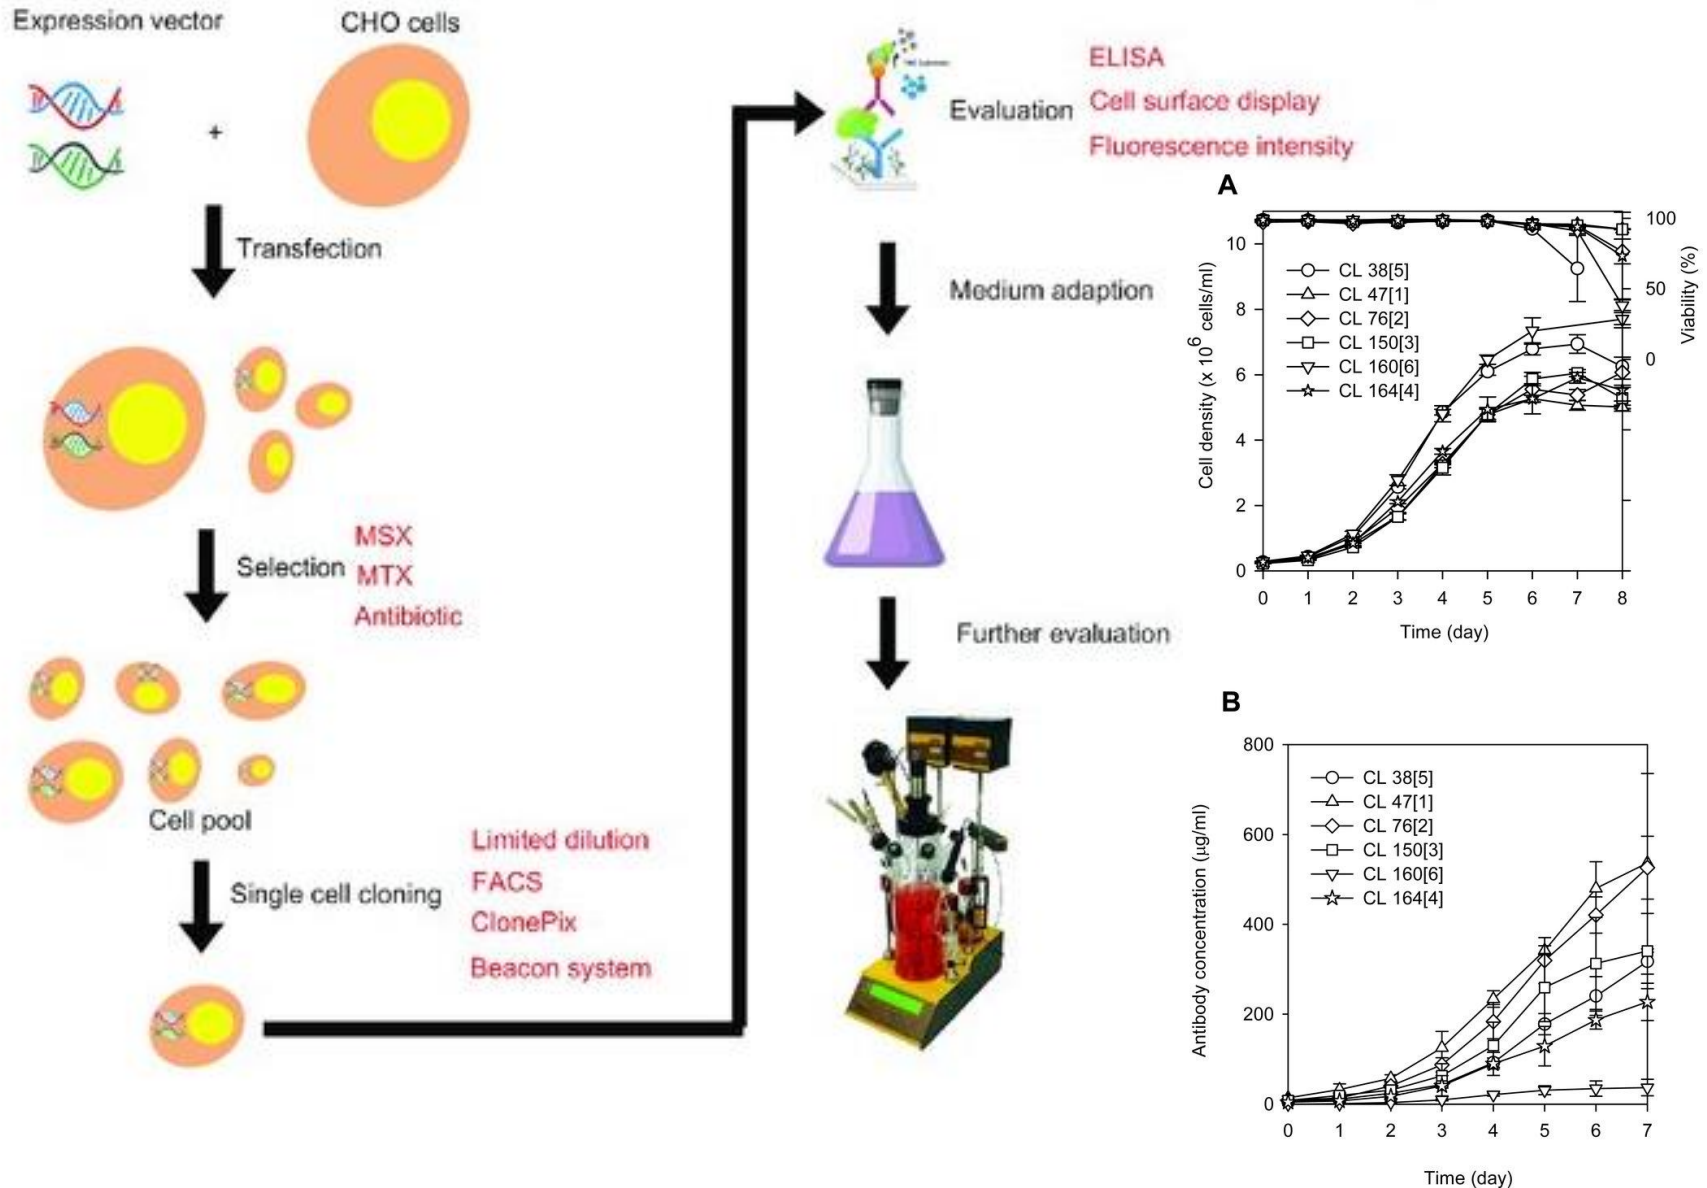 Expression vector
CHO cells
+
Transfection
Selection
MSX
MTX
Antibiotic
Cell pool
Single cell cloning
Limited dilution
FACS
ClonePix
Beacon system
Evaluation
ELISA
Cell surface display
Fluorescence intensity
Medium adaption
Further evaluation
A
Cell density (x 10^6 cells/ml)
10
8
6
4
2
0
CL 38[5]
CL 47[1]
CL 76[2]
CL 150[3]
CL 160[6]
CL 164[4]
100
50
0
Viability (%)
0 1 2 3 4 5 6 7 8
Time (day)
B
Antibody concentration (µg/ml)
800
600
400
200
0
CL 38[5]
CL 47[1]
CL 76[2]
CL 150[3]
CL 160[6]
CL 164[4]
0 1 2 3 4 5 6 7
Time (day)